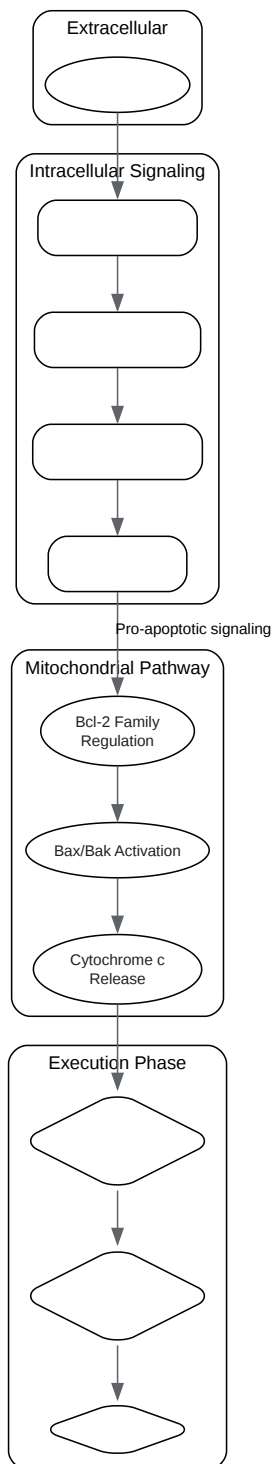 Extracellular
Intracellular Signaling
Pro-apoptotic signaling
Mitochondrial Pathway
Bcl-2 Family
Regulation
Bax/Bak Activation
Cytochrome c
Release
Execution Phase